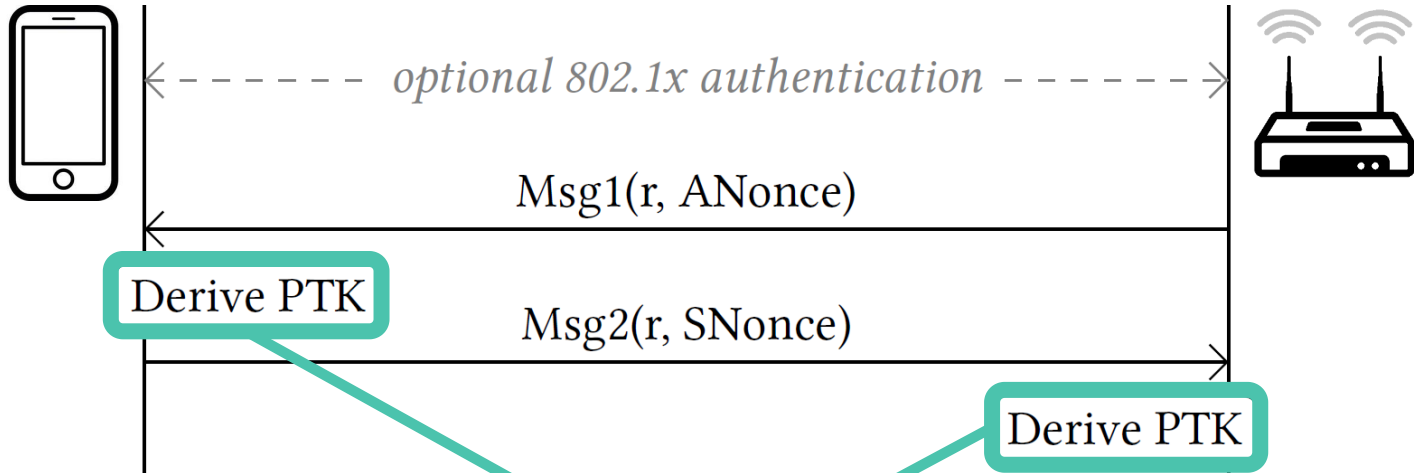 optional 802.1x authentication
Msg1(r, ANonce)
Derive PTK
Msg2(r, SNonce)
Derive PTK